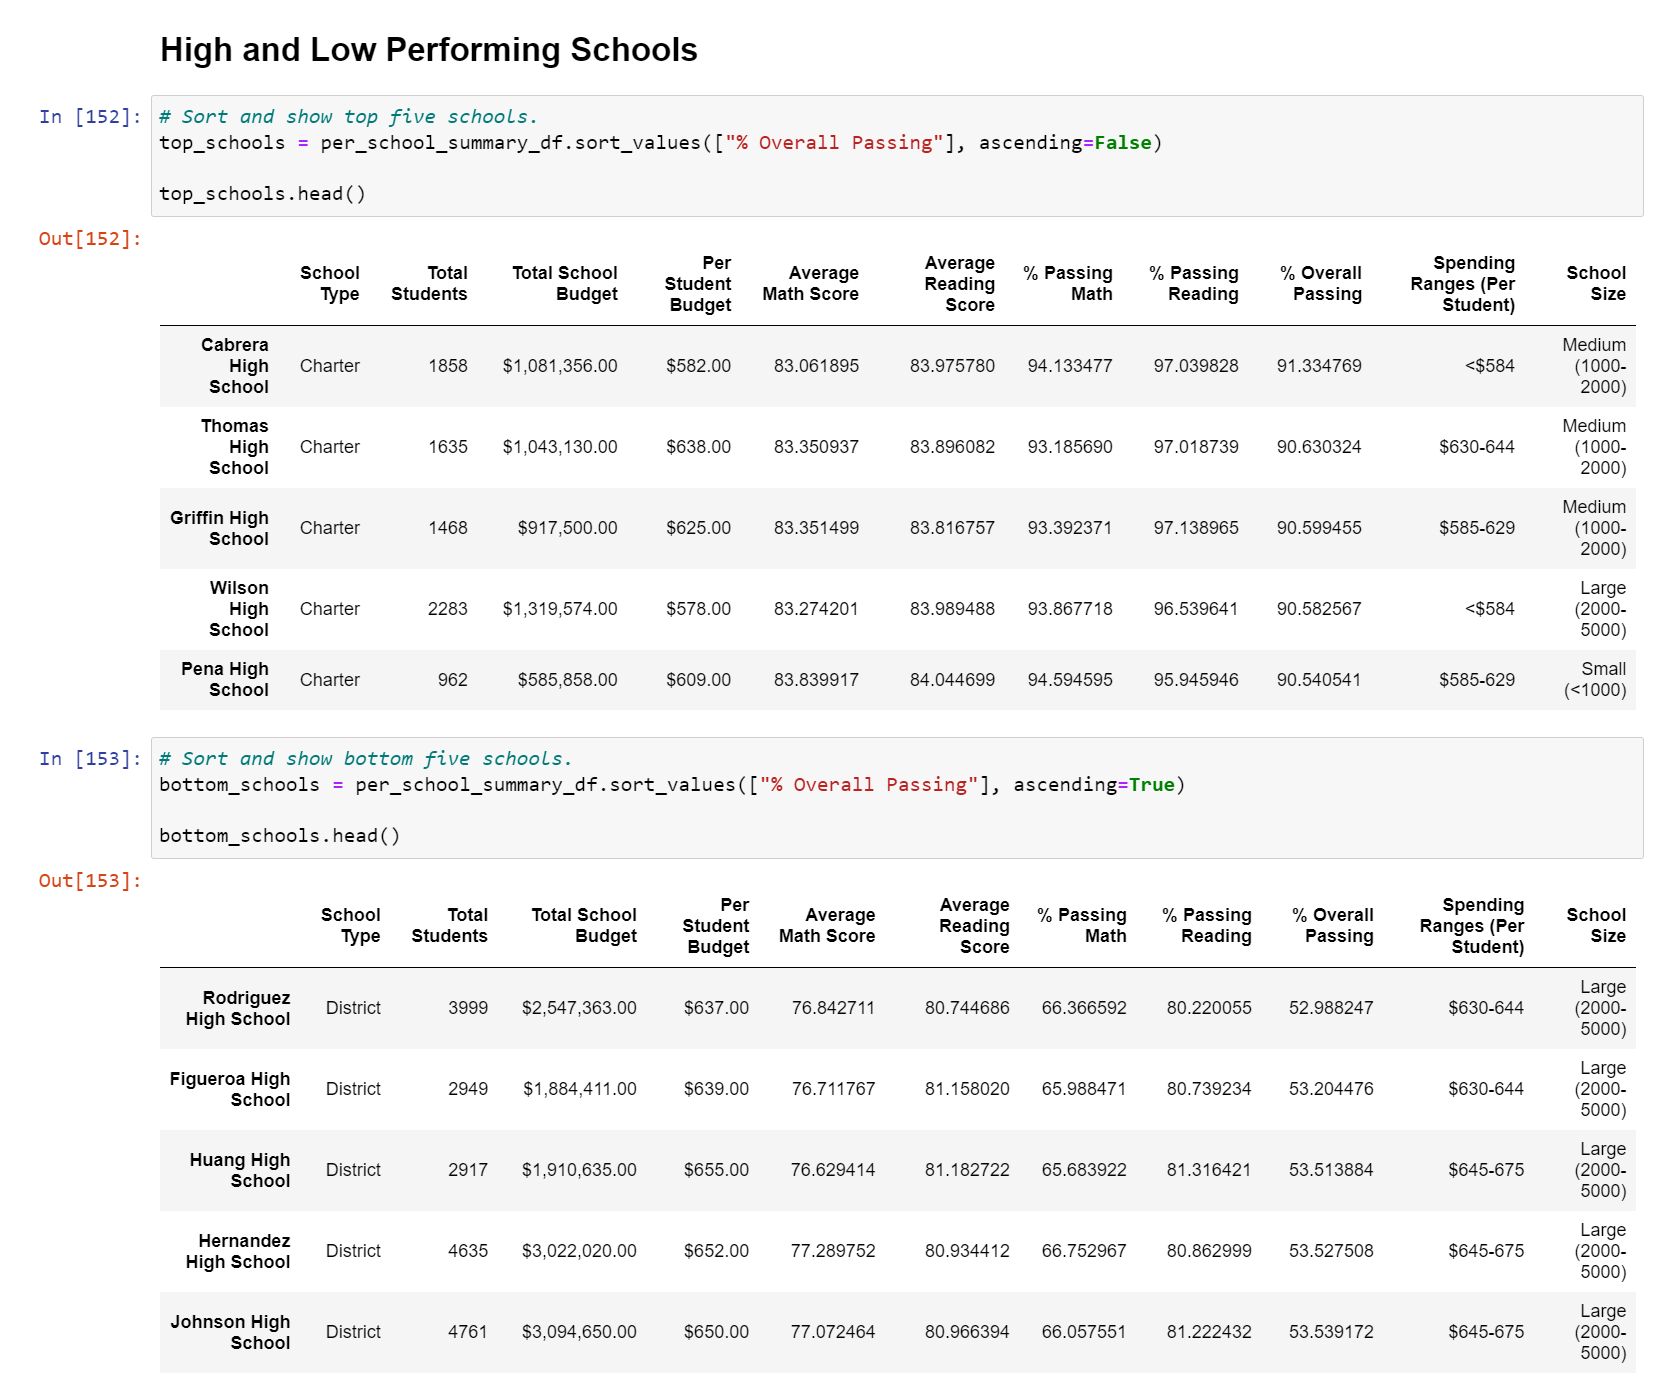 High and Low Performing Schools
In [152]:
# Sort and show top five schools.
top_schools = per_school_summary_df.sort_values(["% Overall Passing"], ascending=False)
top_schools.head()
Out[152]:
School Type Total Students Total School Budget Per Student Budget Average Math Score Average Reading Score % Passing Math % Passing Reading % Overall Passing Spending Ranges (Per Student) School Size
Cabrera High School Charter 1858 $1,081,356.00 $582.00 83.061895 83.975780 94.133477 97.039828 91.334769 <$584 Medium (1000-2000)
Thomas High School Charter 1635 $1,043,130.00 $638.00 83.350937 83.896082 93.185690 97.018739 90.630324 $630-644 Medium (1000-2000)
Griffin High School Charter 1468 $917,500.00 $625.00 83.351499 83.816757 93.392371 97.138965 90.599455 $585-629 Medium (1000-2000)
Wilson High School Charter 2283 $1,319,574.00 $578.00 83.274201 83.989488 93.867718 96.539641 90.582567 <$584 Large (2000-5000)
Pena High School Charter 962 $585,858.00 $609.00 83.839917 84.044699 94.594595 95.945946 90.540541 $585-629 Small (<1000)
In [153]:
# Sort and show bottom five schools.
bottom_schools = per_school_summary_df.sort_values(["% Overall Passing"], ascending=True)
bottom_schools.head()
Out[153]:
School Type Total Students Total School Budget Per Student Budget Average Math Score Average Reading Score % Passing Math % Passing Reading % Overall Passing Spending Ranges (Per Student) School Size
Rodriguez High School District 3999 $2,547,363.00 $637.00 76.842711 80.744686 66.366592 80.220055 52.988247 $630-644 Large (2000-5000)
Figueroa High School District 2949 $1,884,411.00 $639.00 76.711767 81.158020 65.988471 80.739234 53.204476 $630-644 Large (2000-5000)
Huang High School District 2917 $1,910,635.00 $655.00 76.629414 81.182722 65.683922 81.316421 53.513884 $645-675 Large (2000-5000)
Hernandez High School District 4635 $3,022,020.00 $652.00 77.289752 80.934412 66.752967 80.862999 53.527508 $645-675 Large (2000-5000)
Johnson High School District 4761 $3,094,650.00 $650.00 77.072464 80.966394 66.057551 81.222432 53.539172 $645-675 Large (2000-5000)